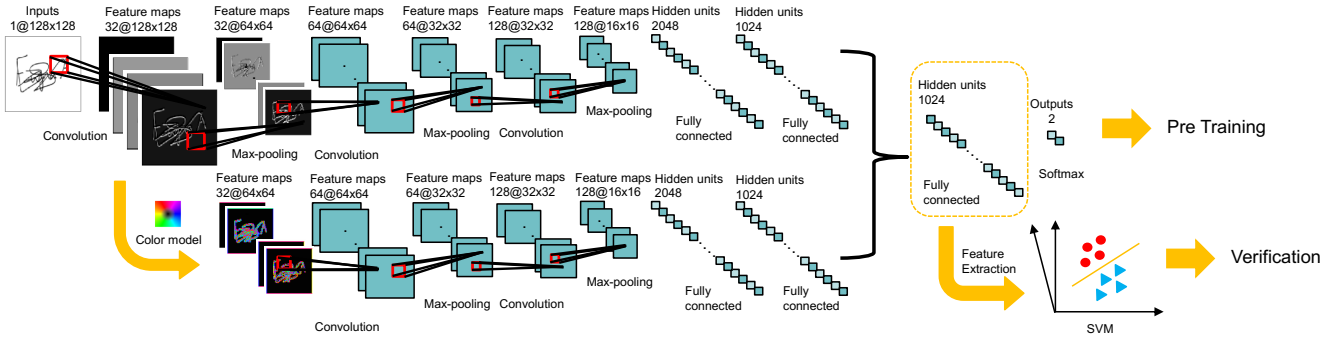 Inputs
1@128x128
Feature maps
32@128x128
Feature maps
32@64x64
Feature maps
64@64x64
Feature maps
64@32x32
Feature maps
128@32x32
Feature maps
128@16x16
Hidden units
2048
Hidden units
1024
Convolution
Max-pooling
Convolution
Max-pooling
Convolution
Max-pooling
Fully
connected
Fully
connected
Color model
Feature maps
32@64x64
Feature maps
64@64x64
Feature maps
64@32x32
Feature maps
128@32x32
Feature maps
128@16x16
Hidden units
2048
Hidden units
1024
Convolution
Max-pooling
Convolution
Max-pooling
Fully
connected
Fully
connected
Hidden units
1024
Fully
connected
Outputs
2
Softmax
Pre Training
Feature
Extraction
SVM
Verification